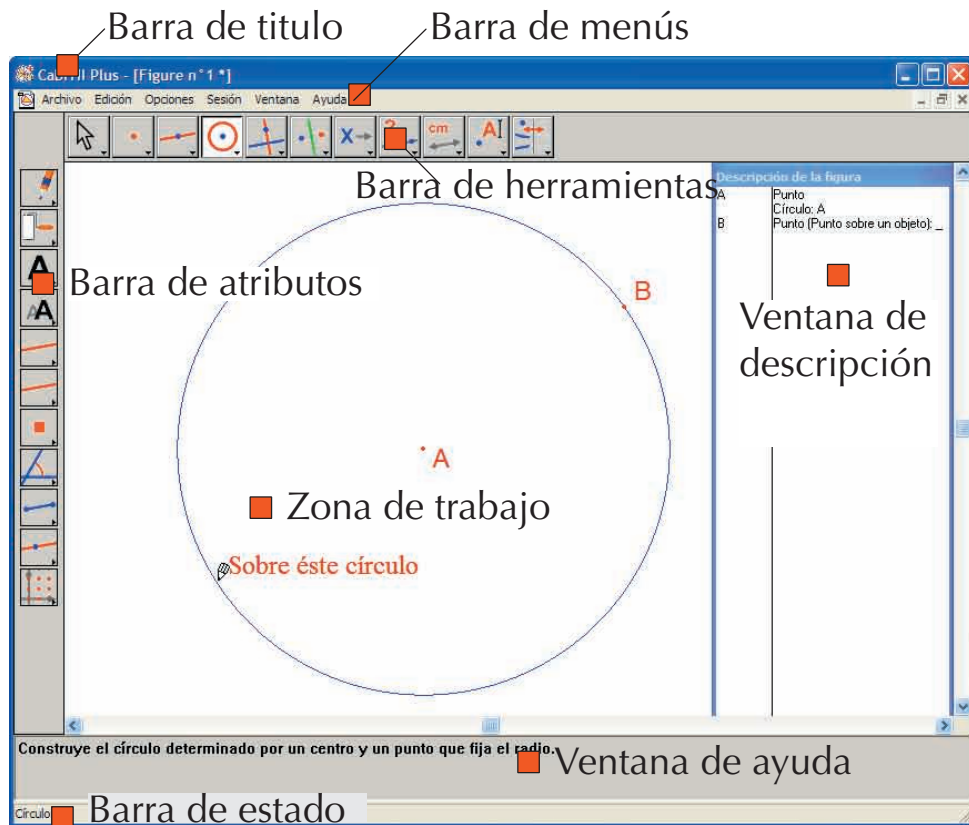 Barra de titulo
Barra de menús
II Plus - [Figure n°1 *]
Archivo Edición Opciones Sesión Ventana Ayuda
X cm A
Barra de herramientas
Descripción de la figura
A Punto
Círculo: A
B Punto (Punto sobre un objeto): _
A Barra de atributos
AA
B
Ventana de
descripción
A
Zona de trabajo
Sobre éste círculo
Construye el círculo determinado por un centro y un punto que fija el radio.
Ventana de ayuda
Círculo
Barra de estado